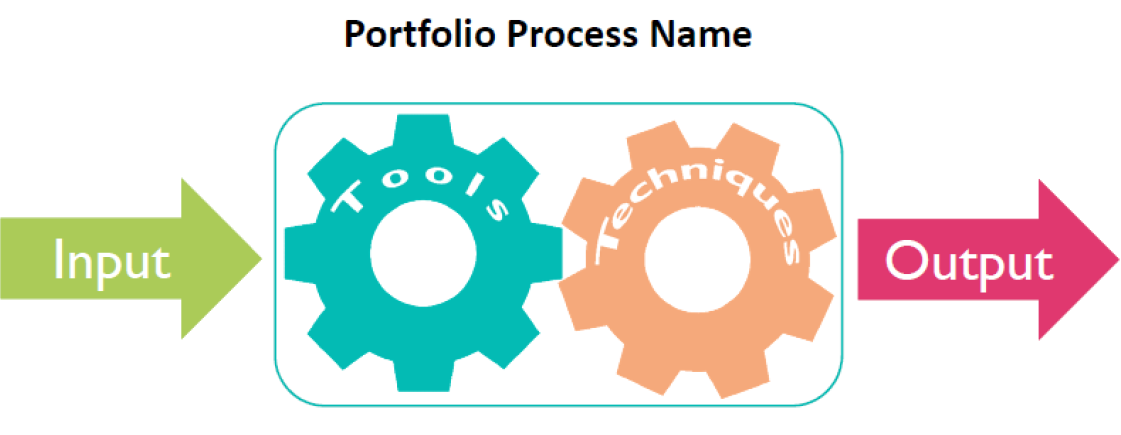 Portfolio Process Name
Input
Tools
Techniques
Output